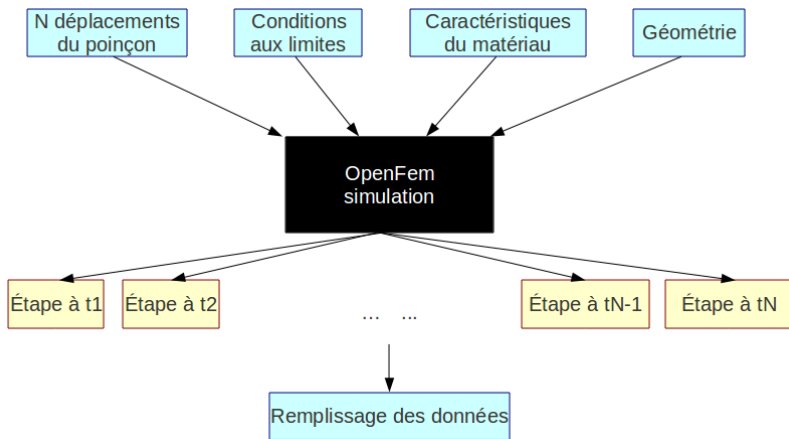 N déplacements
du poinçon
Conditions
aux limites
Caractéristiques
du matériau
Géométrie
OpenFem
simulation
Étape à t1
Étape à t2
... ...
Étape à tN-1
Étape à tN
Remplissage des données